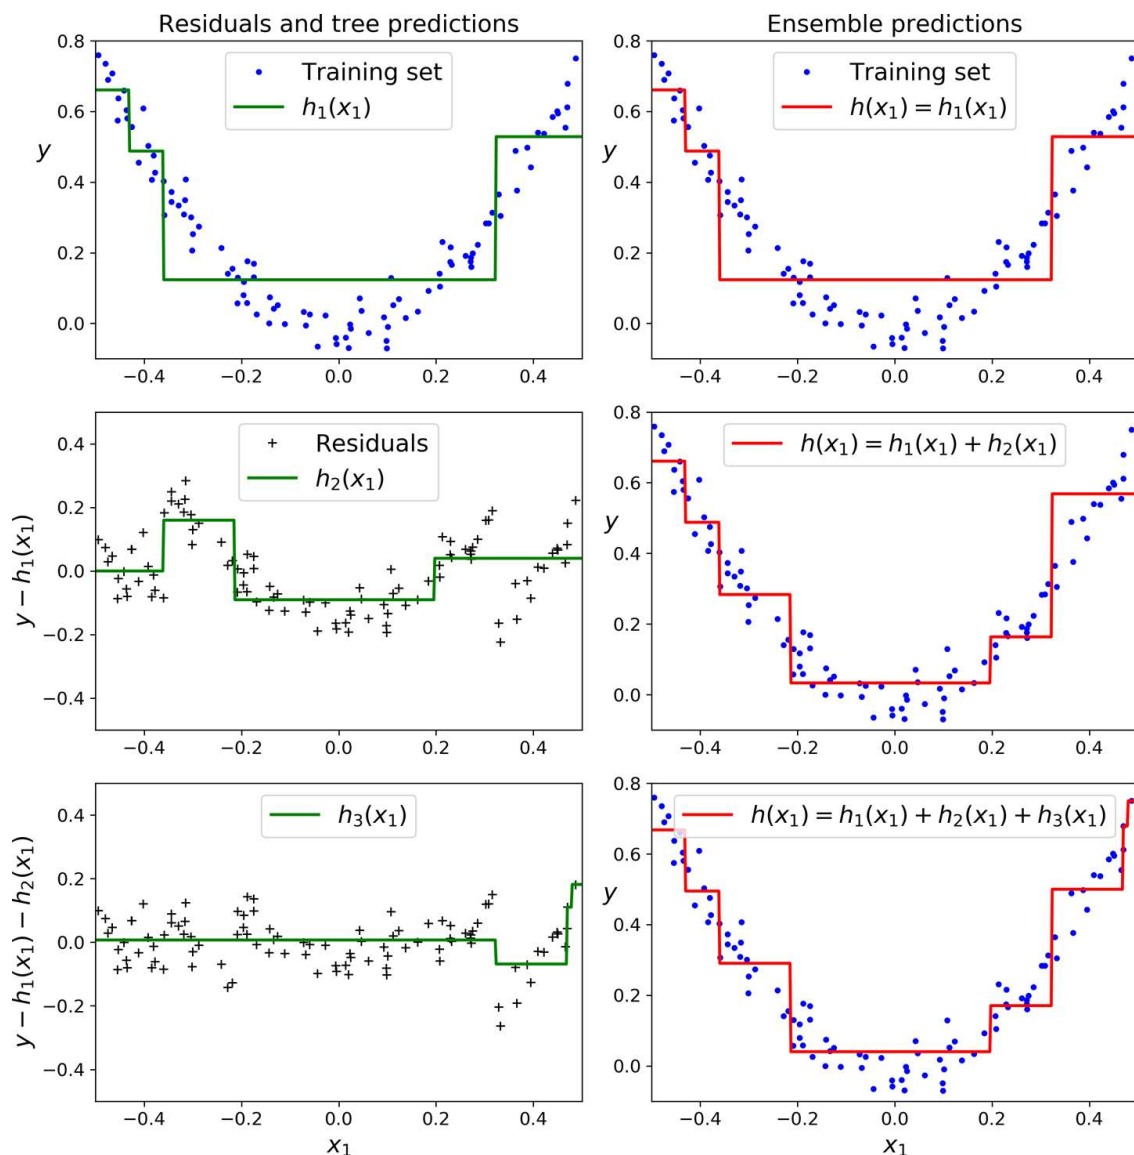 Residuals and tree predictions
Ensemble predictions
0.8
0.6
0.4
0.2
0.0
y
Training set
h₁(x₁)
−0.4 −0.2 0.0 0.2 0.4
0.8
0.6
0.4
0.2
0.0
y
Training set
h(x₁) = h₁(x₁)
−0.4 −0.2 0.0 0.2 0.4
0.4
0.2
0.0
−0.2
−0.4
y − h₁(x₁)
Residuals
h₂(x₁)
−0.4 −0.2 0.0 0.2 0.4
0.8
0.6
0.4
0.2
0.0
y
h(x₁) = h₁(x₁) + h₂(x₁)
−0.4 −0.2 0.0 0.2 0.4
0.4
0.2
0.0
−0.2
−0.4
y − h₁(x₁) − h₂(x₁)
h₃(x₁)
−0.4 −0.2 0.0 0.2 0.4
x₁
0.8
0.6
0.4
0.2
0.0
y
h(x₁) = h₁(x₁) + h₂(x₁) + h₃(x₁)
−0.4 −0.2 0.0 0.2 0.4
x₁